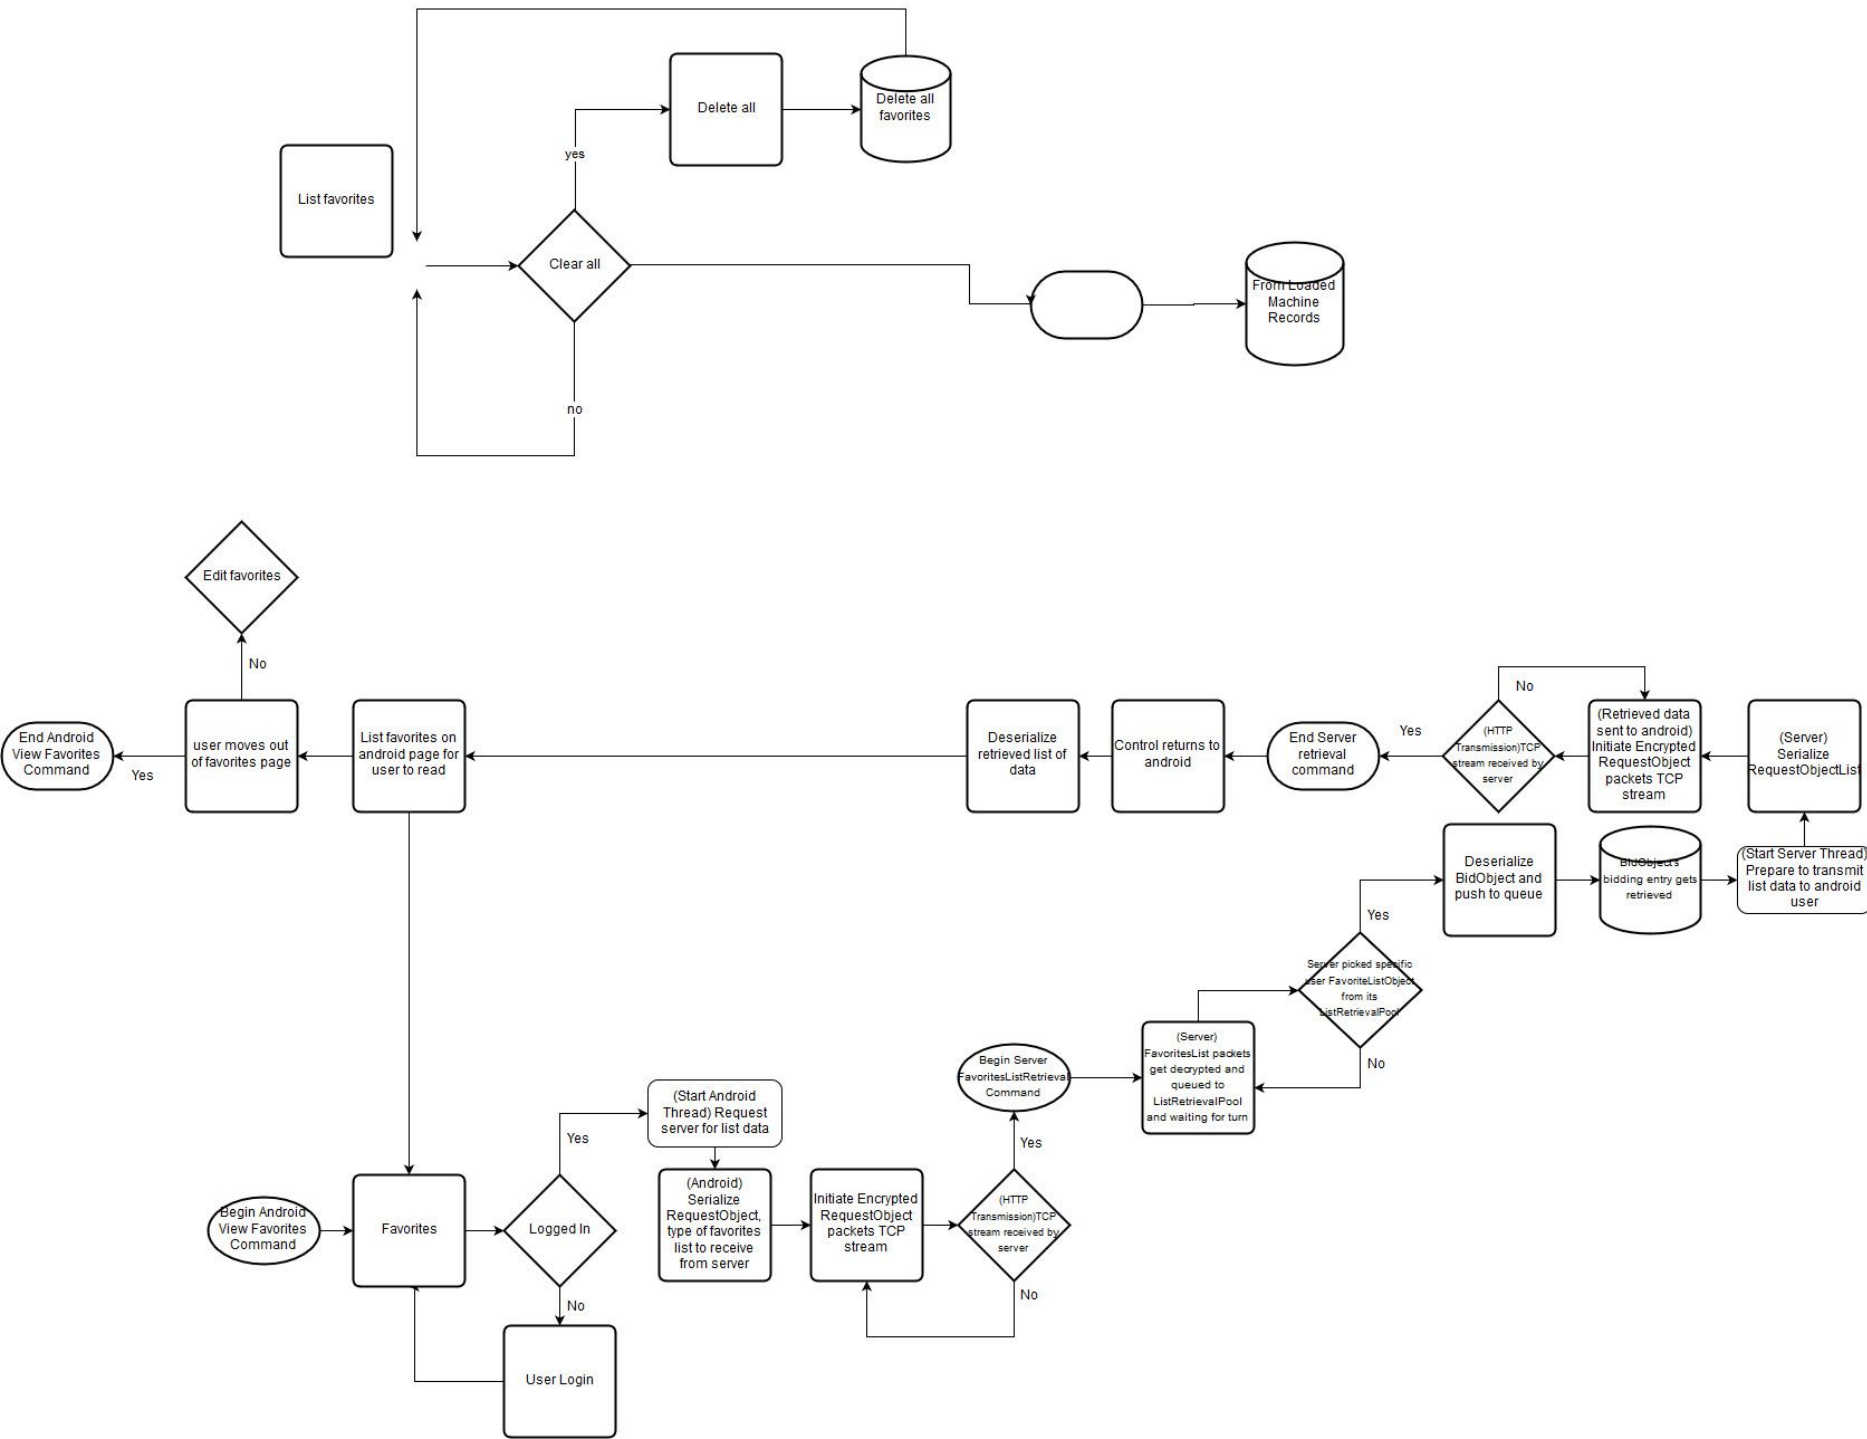 Delete all
Delete all
favorites
yes
List favorites
Clear all
From Loaded
Machine
Records
no
Edit favorites
No
End Android
View Favorites
Command
Yes
user moves out
of favorites page
List favorites on
android page for
user to read
Deserialize
retrieved list of
data
Control returns to
android
End Server
retrieval
command
Yes
No
(HTTP
Transmission)TCP
stream received by
server
(Retrieved data
sent to android)
Initiate Encrypted
RequestObject
packets TCP
stream
(Server)
Serialize
RequestObjectList
Deserialize
BidObject and
push to queue
BidObject's
bidding entry gets
retrieved
(Start Server Thread)
Prepare to transmit
list data to android
user
Yes
Server picked specific
user FavoriteListObject
from its
ListRetrievalPool
No
(Server)
FavoritesList packets
get decrypted and
queued to
ListRetrievalPool
and waiting for turn
Begin Server
FavoritesListRetrieval
Command
Yes
(Start Android
Thread) Request
server for list data
Yes
(Android)
Serialize
RequestObject,
type of favorites
list to receive
from server
Initiate Encrypted
RequestObject
packets TCP
stream
(HTTP
Transmission)TCP
stream received by
server
No
Begin Android
View Favorites
Command
Favorites
Logged In
No
User Login